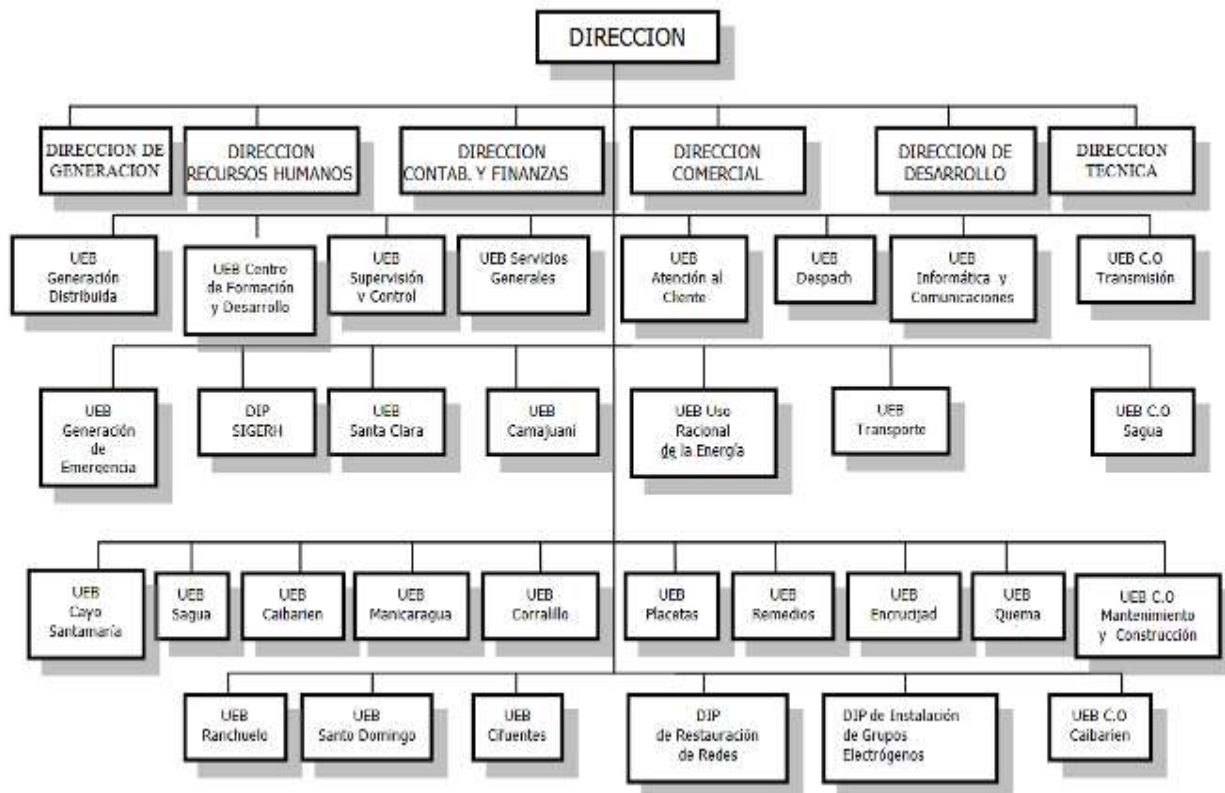 DIRECCION
DIRECCION DE
GENERACION
DIRECCION
RECURSOS HUMANOS
DIRECCION
CONTAB. Y FINANZAS
DIRECCION
COMERCIAL
DIRECCION DE
DESARROLLO
DIRECCION
TECNICA
UEB
Generación
Distribuida
UEB Centro
de Formación
y Desarrollo
UEB
Supervisión
y Control
UEB Servicios
Generales
UEB
Atención al
Cliente
UEB
Despach
UEB
Informática y
Comunicaciones
UEB C.O
Transmisión
UEB
Generación
de
Emergencia
DIP
SIGERH
UEB
Santa Clara
UEB
Camajuani
UEB Uso
Racional
de la Energía
UEB
Transporte
UEB C.O
Sagua
UEB
Cayo
Santamaría
UEB
Sagua
UEB
Caibarien
UEB
Manicaragua
UEB
Corralillo
UEB
Placetas
UEB
Remedios
UEB
Encrucijad
UEB
Quema
UEB C.O
Mantenimiento
y Construcción
UEB
Ranchuelo
UEB
Santo Domingo
UEB
Cifuentes
DIP
de Restauración
de Redes
DIP de Instalación
de Grupos
Electrógenos
UEB C.O
Caibarien